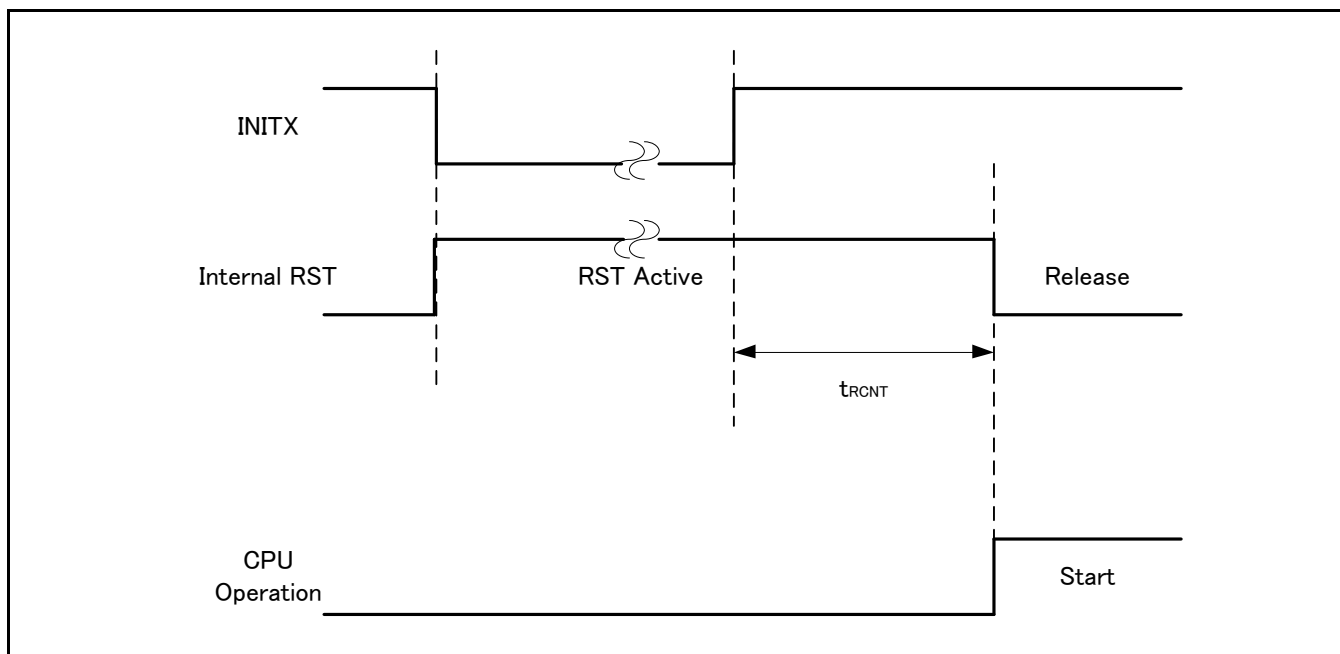 INITX
Internal RST
RST Active
Release
tRCNT
CPU
Operation
Start